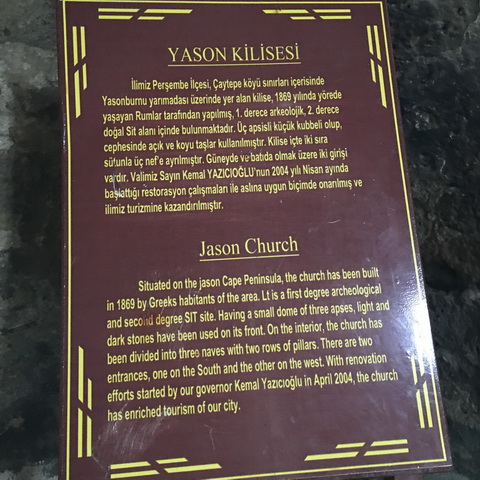 YASON KİLİSESİ
İlimiz Perşembe İlçesi, Çaytepe köyü sınırları içerisinde
Yasonburnu yarımadası üzerinde yer alan kilise, 1869 yılında yörede
yaşayan Rumlar tarafından yapılmış, 1. derece arkeolojik, 2. derece
doğal Sit alanı içinde bulunmaktadır. Üç apsisli küçük kubbeli olup,
cephesinde açık ve koyu taşlar kullanılmıştır. Kilise içte iki sıra
sütunla üç nef'e ayrılmıştır. Güneyde ve batıda olmak üzere iki girişi
vardır. Valimiz Sayın Kemal YAZICIOĞLU'nun 2004 yılı Nisan ayında
başlattığı restorasyon çalışmaları ile aslına uygun biçimde onarılmış ve
ilimiz turizmine kazandırılmıştır.
Jason Church
Situated on the jason Cape Peninsula, the church has been built
in 1869 by Greeks habitants of the area. Lt is a first degree archeological
and second degree SIT site. Having a small dome of three apses, light and
dark stones have been used on its front. On the interior, the church has
been divided into three naves with two rows of pillars. There are two
entrances, one on the South and the other on the west. With renovation
efforts started by our governor Kemal Yazıcıoğlu in April 2004, the church
has enriched tourism of our city.